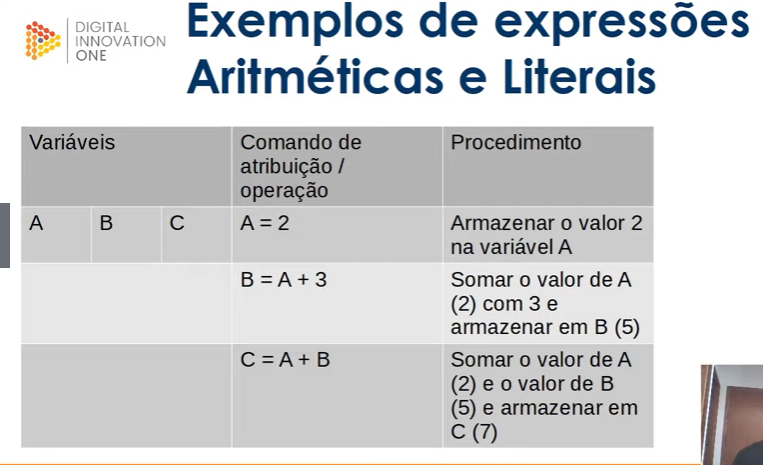 DIGITAL
INNOVATION
ONE
Exemplos de expressões
Aritméticas e Literais
Variáveis
Comando de
atribuição /
operação
Procedimento
A B C
A = 2
Armazenar o valor 2
na variável A
B = A + 3
Somar o valor de A
(2) com 3 e
armazenar em B (5)
C = A + B
Somar o valor de A
(2) e o valor de B
(5) e armazenar em
C (7)